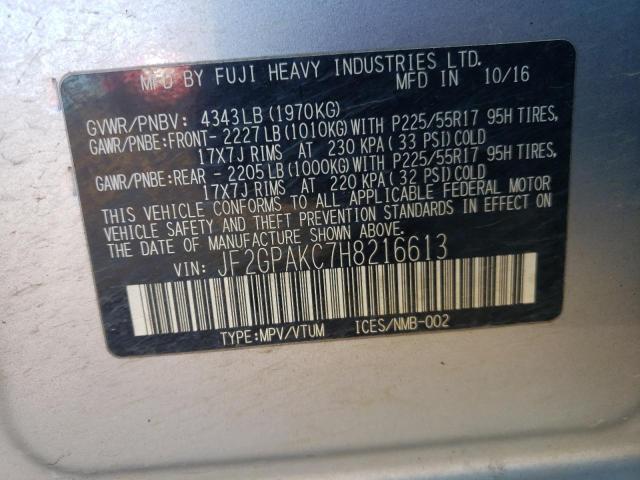 MFD BY FUJI HEAVY INDUSTRIES LTD.
MFD IN 10/16
GVWR/PNBV: 4343LB(1970KG)
GAWR/PNBE:FRONT- 2227LB(1010KG)WITH P225/55R17 95H TIRES,
17X7J RIMS AT 230 KPA( 33 PSI)COLD
GAWR/PNBE:REAR - 2205LB(1000KG)WITH P225/55R17 95H TIRES,
17X7J RIMS AT 220 KPA( 32 PSI)COLD
THIS VEHICLE CONFORMS TO ALL APPLICABLE FEDERAL MOTOR
VEHICLE SAFETY AND THEFT PREVENTION STANDARDS IN EFFECT ON
THE DATE OF MANUFACTURE SHOWN ABOVE.
VIN: JF2GPAKC7H8216613
TYPE:MPV/VTUM ICES/NMB-002